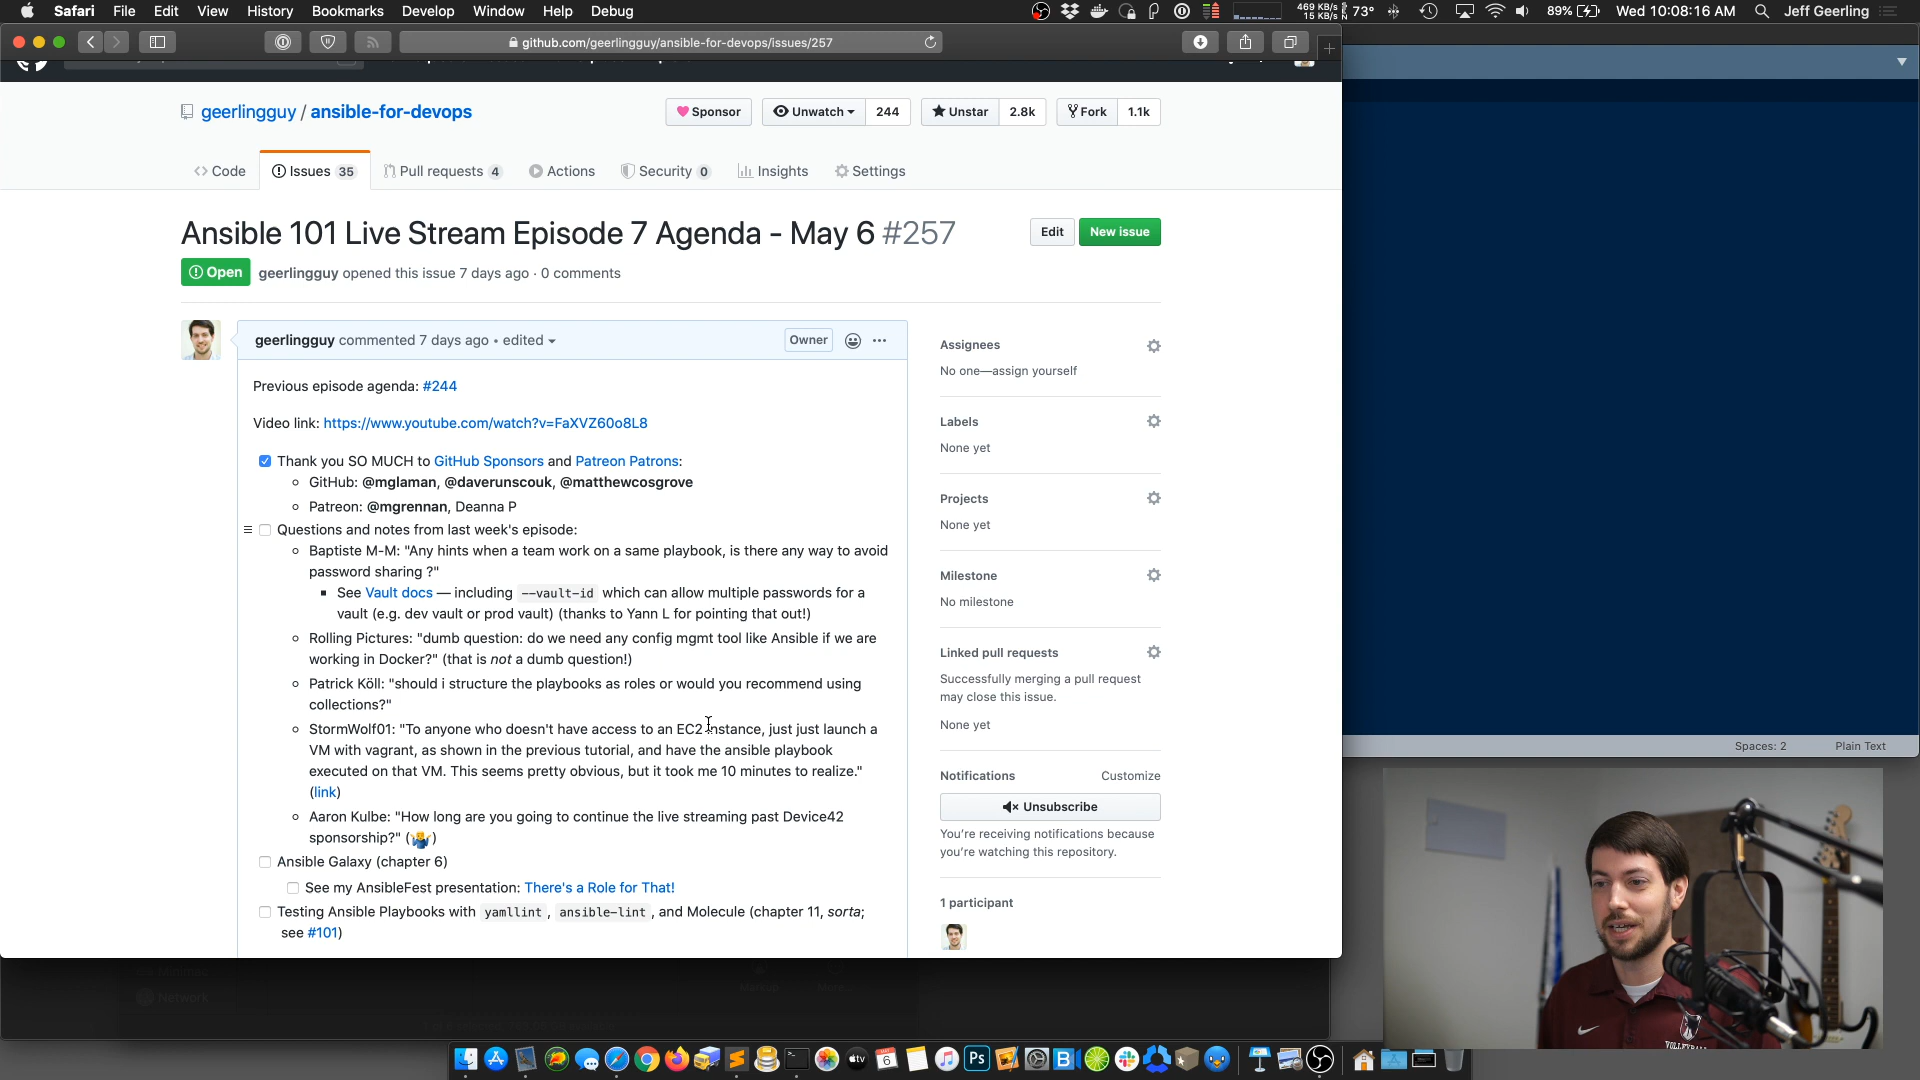 Safari File Edit View History Bookmarks Develop Window Help Debug
469 KB/s
15 KB/s
73°
89%
Wed 10:08:16 AM
Jeff Geerling
github.com/geerlingguy/ansible-for-devops/issues/257
geerlingguy / ansible-for-devops
Sponsor
Unwatch 244
Unstar 2.8k
Fork 1.1k
Code
Issues 35
Pull requests 4
Actions
Security 0
Insights
Settings
Ansible 101 Live Stream Episode 7 Agenda - May 6 #257
Edit
New issue
Open
geerlingguy opened this issue 7 days ago · 0 comments
geerlingguy commented 7 days ago • edited
Owner
Previous episode agenda: #244
Video link: https://www.youtube.com/watch?v=FaXVZ60o8L8
Thank you SO MUCH to GitHub Sponsors and Patreon Patrons:
GitHub: @mglaman, @daverunscouk, @matthewcosgrove
Patreon: @mgrennan, Deanna P
Questions and notes from last week's episode:
Baptiste M-M: "Any hints when a team work on a same playbook, is there any way to avoid
password sharing ?"
See Vault docs — including --vault-id which can allow multiple passwords for a
vault (e.g. dev vault or prod vault) (thanks to Yann L for pointing that out!)
Rolling Pictures: "dumb question: do we need any config mgmt tool like Ansible if we are
working in Docker?" (that is not a dumb question!)
Patrick Köll: "should i structure the playbooks as roles or would you recommend using
collections?"
StormWolf01: "To anyone who doesn't have access to an EC2 instance, just just launch a
VM with vagrant, as shown in the previous tutorial, and have the ansible playbook
executed on that VM. This seems pretty obvious, but it took me 10 minutes to realize."
(link)
Aaron Kulbe: "How long are you going to continue the live streaming past Device42
sponsorship?" (🤷‍♂️)
Ansible Galaxy (chapter 6)
See my AnsibleFest presentation: There's a Role for That!
Testing Ansible Playbooks with yamllint , ansible-lint , and Molecule (chapter 11, sorta;
see #101)
Assignees
No one—assign yourself
Labels
None yet
Projects
None yet
Milestone
No milestone
Linked pull requests
Successfully merging a pull request
may close this issue.
None yet
Notifications
Customize
Unsubscribe
You're receiving notifications because
you're watching this repository.
1 participant
Spaces: 2
Plain Text
Network
VOLLEYBALL